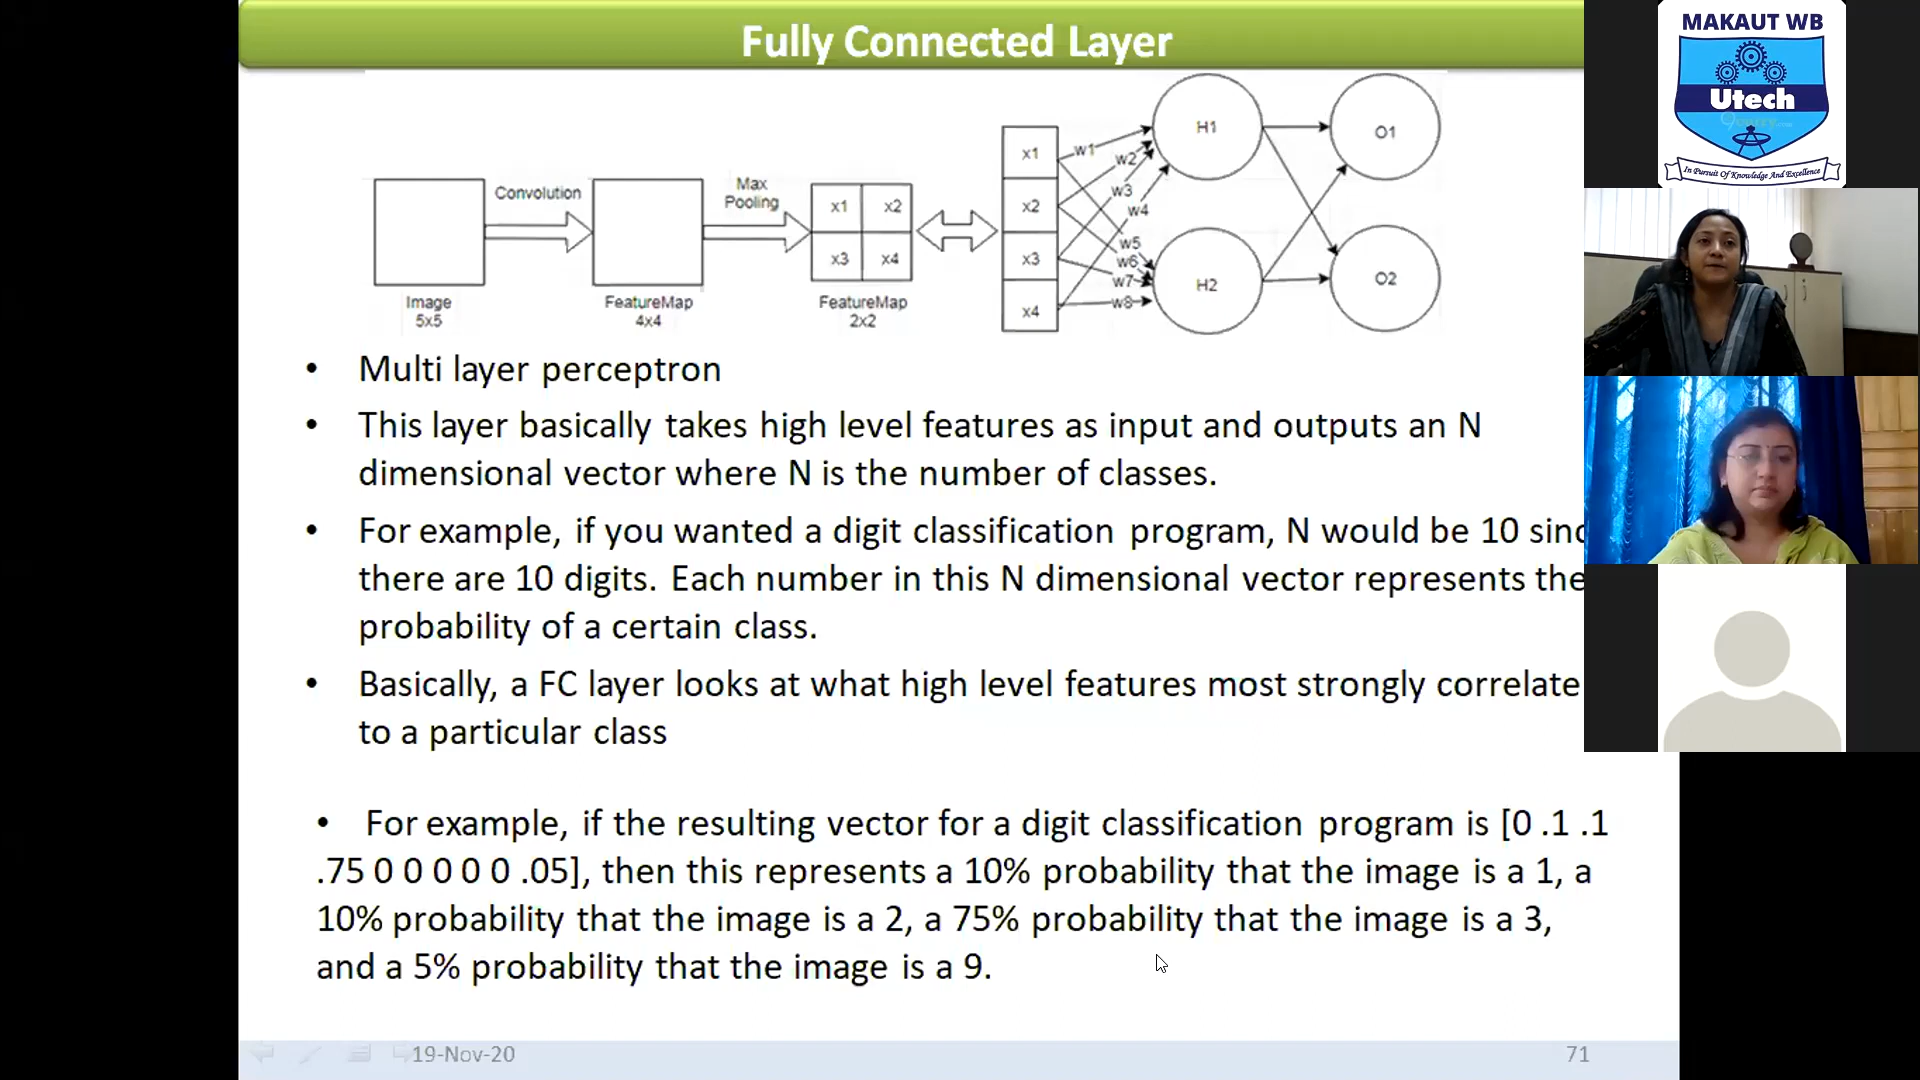 Fully Connected Layer
MAKAUT WB
Utech
In Pursuit Of Knowledge And Excellence
Convolution
Max
Pooling
Image
5x5
FeatureMap
4x4
x1 x2
x3 x4
FeatureMap
2x2
x1
x2
x3
x4
w1
w2
w3
w4
w5
w6
w7
w8
H1
H2
O1
O2
• Multi layer perceptron
• This layer basically takes high level features as input and outputs an N
dimensional vector where N is the number of classes.
• For example, if you wanted a digit classification program, N would be 10 sinc
there are 10 digits. Each number in this N dimensional vector represents the
probability of a certain class.
• Basically, a FC layer looks at what high level features most strongly correlate
to a particular class
• For example, if the resulting vector for a digit classification program is [0 .1 .1
.75 0 0 0 0 0 .05], then this represents a 10% probability that the image is a 1, a
10% probability that the image is a 2, a 75% probability that the image is a 3,
and a 5% probability that the image is a 9.
19-Nov-20
71